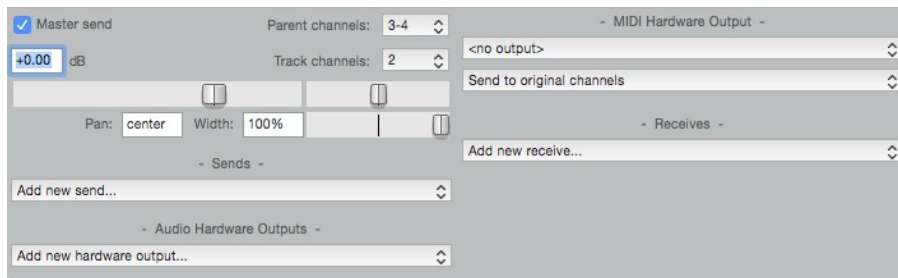 Master send Parent channels: 3-4
+0.00 dB Track channels: 2
Pan: center Width: 100%
- Sends -
Add new send...
- Audio Hardware Outputs -
Add new hardware output...
- MIDI Hardware Output -
<no output>
Send to original channels
- Receives -
Add new receive...